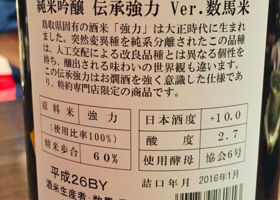 純米吟醸 伝承強力 Ver.数馬米
鳥取県固有の酒米「強力」は大正時代に生まれ
ました。突然変異種を純系分離されたこの品種
は、人工交配による改良品種とは異なる個性を
持ち、醸出される味わいの世界観も違います。
この伝承強力はお燗酒を強く意識した仕様であ
り、特約専門店限定の商品です。
原料米 強力
(使用比率100%)
精米歩合 60%
日本酒度 +10.0
酸度 2.7
使用酵母 協会6号
平成26BY
詰口年月 2016年1月
酒米生産者:数馬